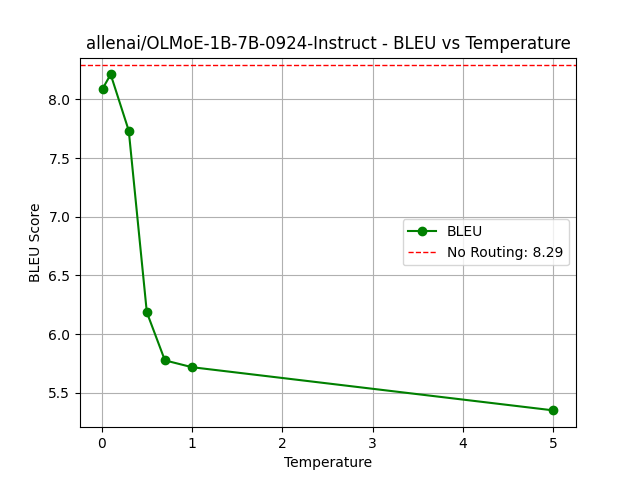 allenai/OLMoE-1B-7B-0924-Instruct - BLEU vs Temperature
8.0
7.5
7.0
6.5
6.0
5.5
BLEU Score
BLEU
No Routing: 8.29
0 1 2 3 4 5
Temperature